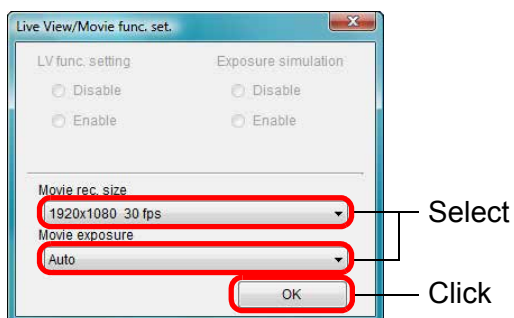 Live View/Movie func. set.
LV func. setting Exposure simulation
Disable Disable
Enable Enable
Movie rec. size
1920x1080 30 fps
Select
Movie exposure
Auto
OK
Click